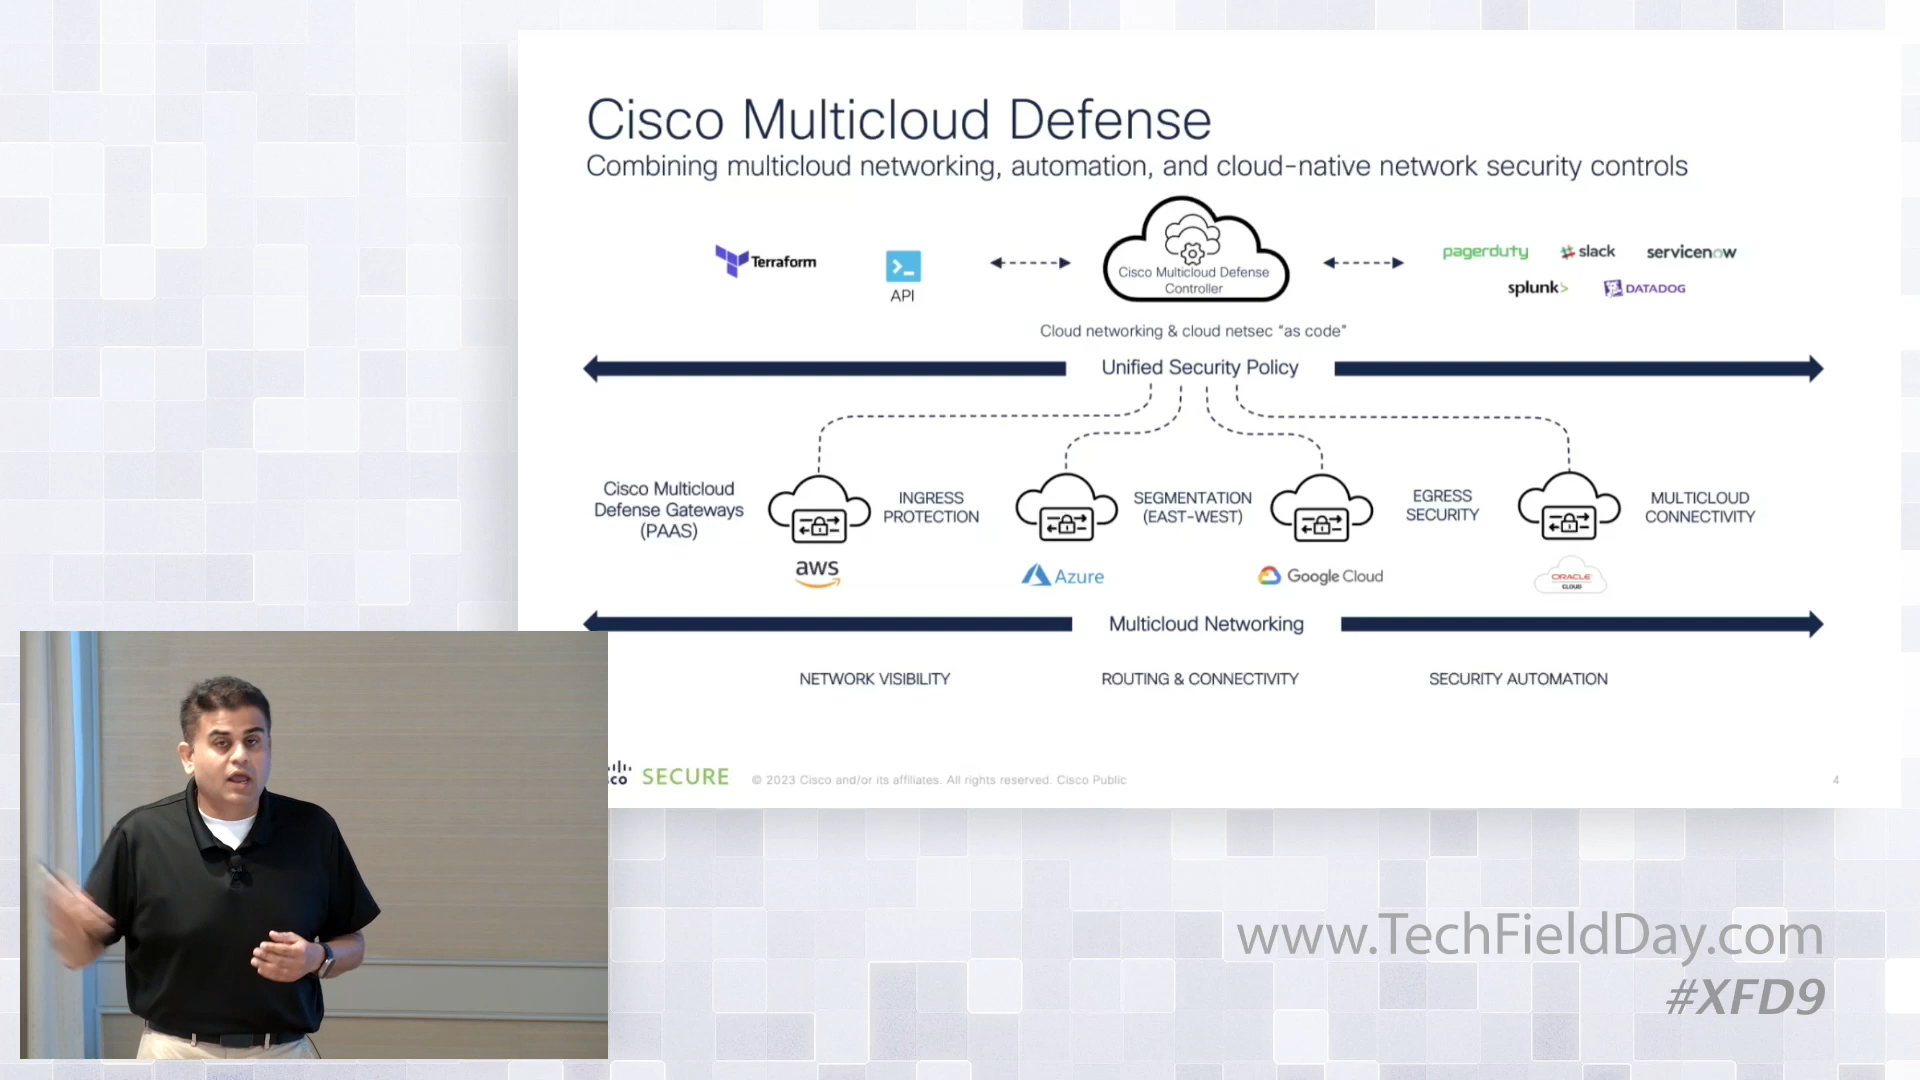 Cisco Multicloud Defense
Combining multicloud networking, automation, and cloud-native network security controls
Terraform
API
Cisco Multicloud Defense
Controller
pagerduty
slack
servicenow
splunk>
DATADOG
Cloud networking & cloud netsec "as code"
Unified Security Policy
Cisco Multicloud
Defense Gateways
(PAAS)
INGRESS
PROTECTION
SEGMENTATION
(EAST-WEST)
EGRESS
SECURITY
MULTICLOUD
CONNECTIVITY
aws
Azure
Google Cloud
ORACLE
CLOUD
Multicloud Networking
NETWORK VISIBILITY
ROUTING & CONNECTIVITY
SECURITY AUTOMATION
SECURE
© 2023 Cisco and/or its affiliates. All rights reserved. Cisco Public
4
www.TechFieldDay.com
#XFD9